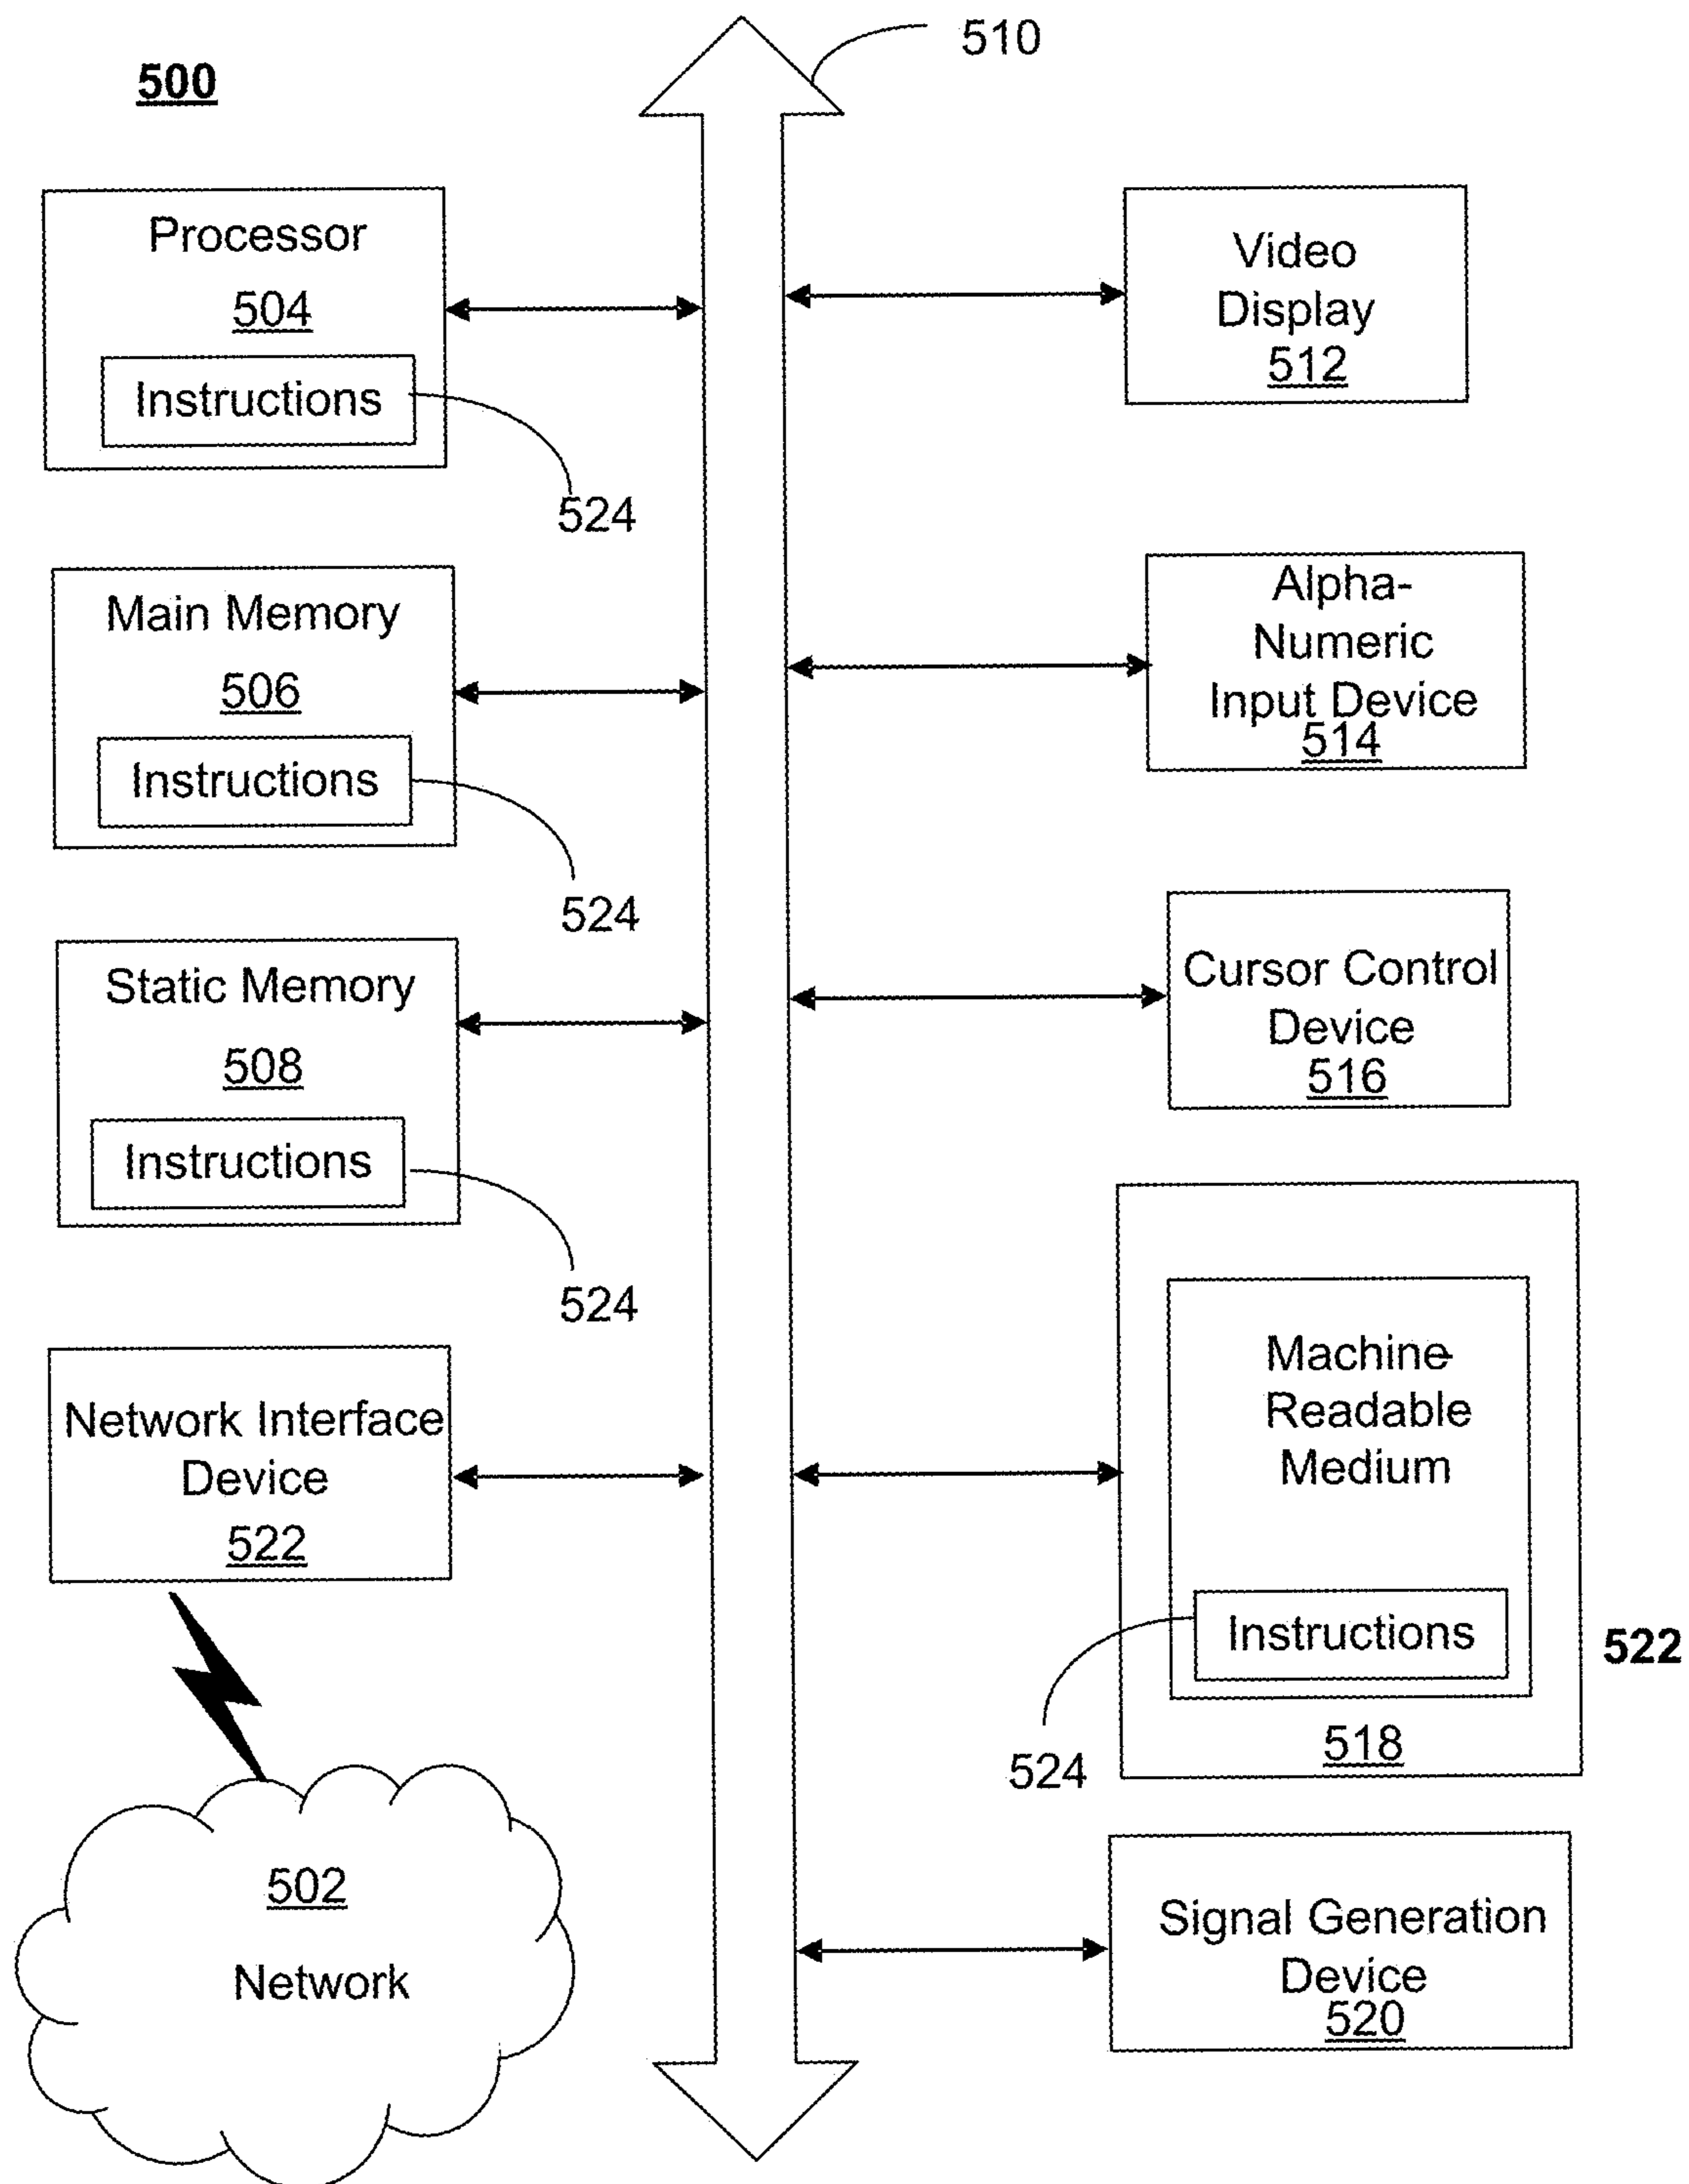 500
510
Processor
504
Instructions
524
Main Memory
506
Instructions
524
Static Memory
508
Instructions
524
Network Interface
Device
522
502
Network
Video
Display
512
Alpha-
Numeric
Input Device
514
Cursor Control
Device
516
Machine-
Readable
Medium
Instructions
522
518
524
Signal Generation
Device
520